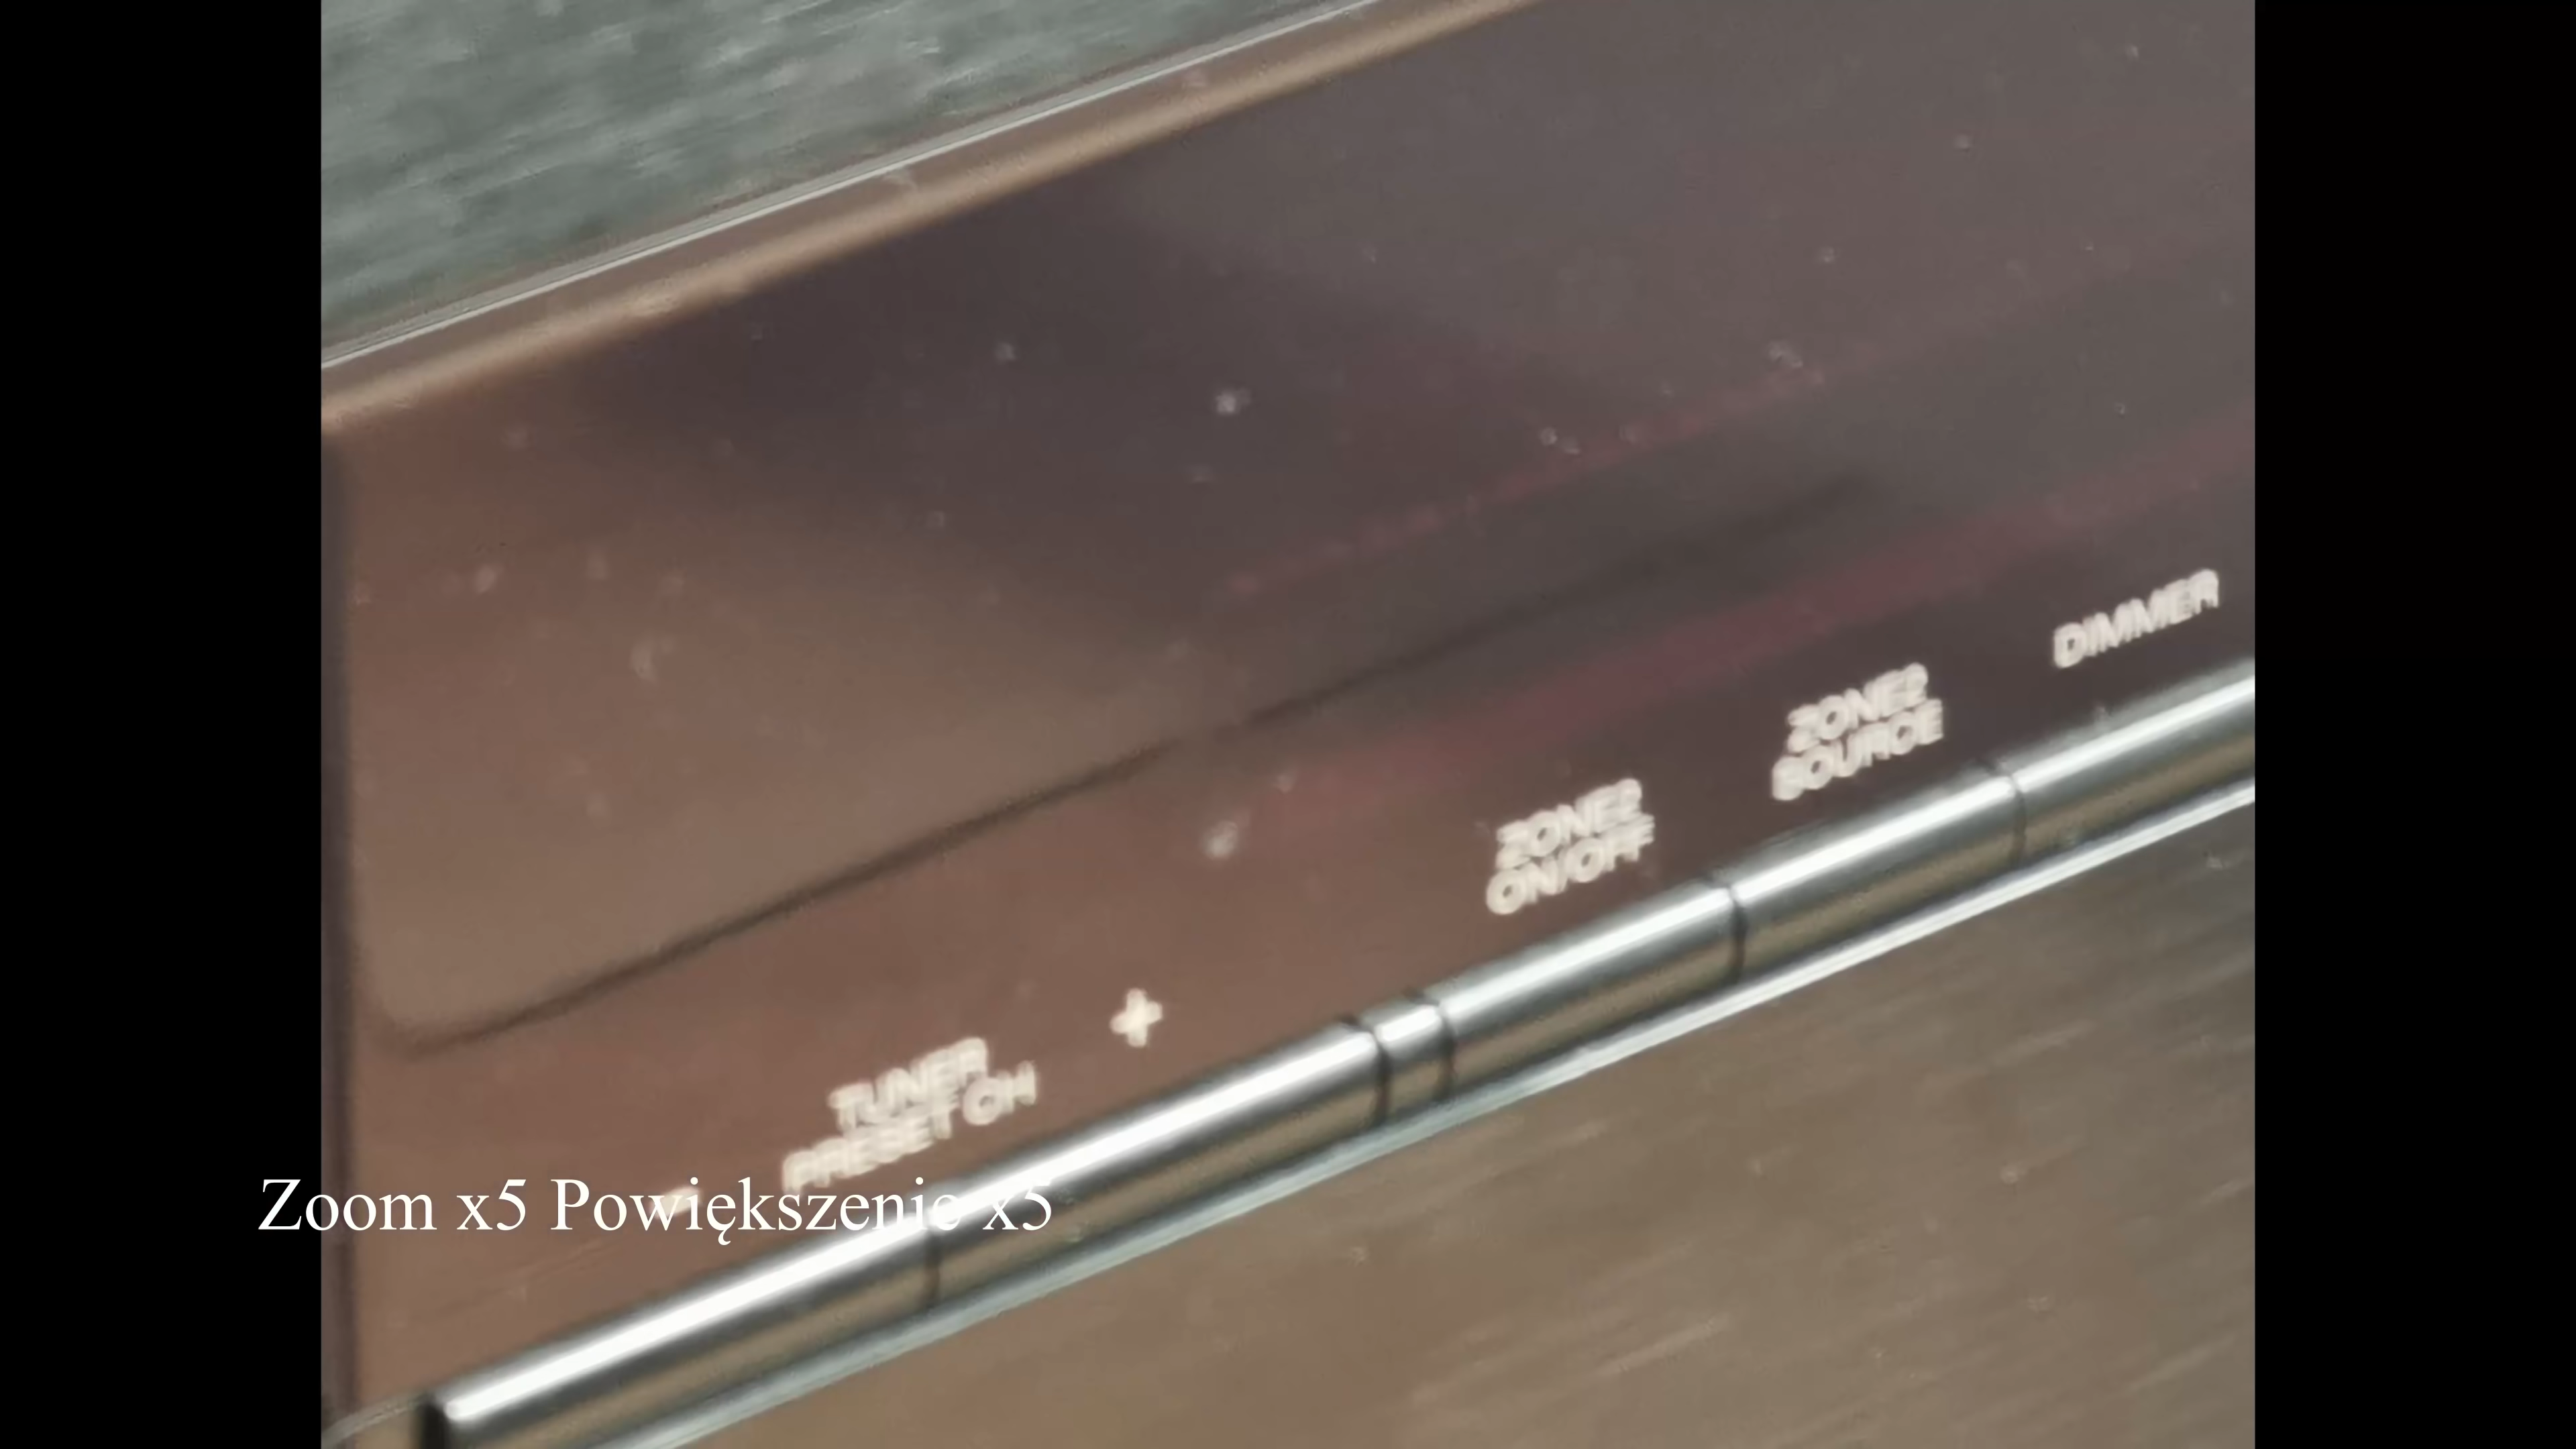 DIMMER
ZONE2
SOURCE
ZONE2
ON/OFF
+
TUNER
PRESET CH
-
Zoom x5 Powiększenie x5